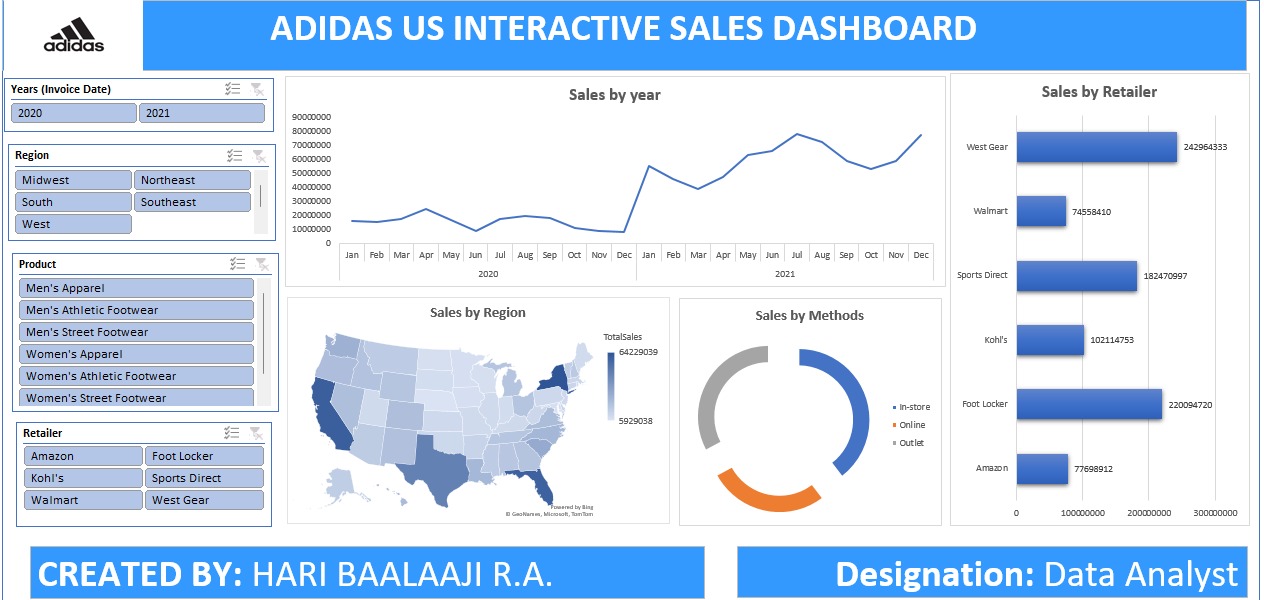 adidas
ADIDAS US INTERACTIVE SALES DASHBOARD
Years (Invoice Date)
2020 2021
Region
Midwest Northeast
South Southeast
West
Product
Men's Apparel
Men's Athletic Footwear
Men's Street Footwear
Women's Apparel
Women's Athletic Footwear
Women's Street Footwear
Retailer
Amazon Foot Locker
Kohl's Sports Direct
Walmart West Gear
Sales by year
90000000
80000000
70000000
60000000
50000000
40000000
30000000
20000000
10000000
0
Jan Feb Mar Apr May Jun Jul Aug Sep Oct Nov Dec Jan Feb Mar Apr May Jun Jul Aug Sep Oct Nov Dec
2020 2021
Sales by Region
TotalSales
64229039
5929038
Powered by Bing
© GeoNames, Microsoft, TomTom
Sales by Methods
In-store
Online
Outlet
Sales by Retailer
West Gear 242964333
Walmart 74558410
Sports Direct 182470997
Kohl's 102114753
Foot Locker 220094720
Amazon 77698912
0 100000000 200000000 300000000
CREATED BY: HARI BAALAAJI R.A.
Designation: Data Analyst